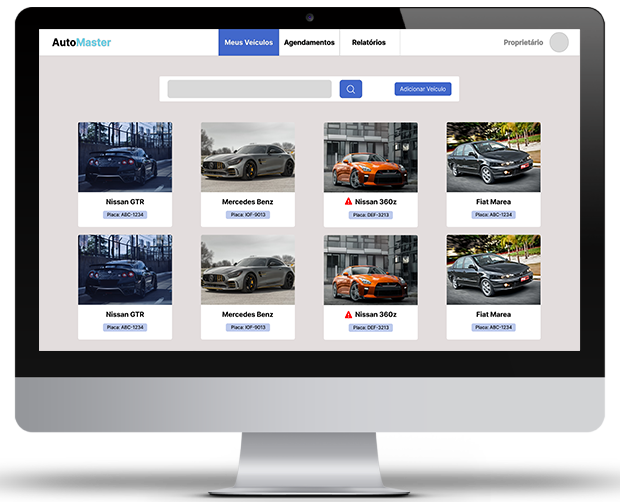 AutoMaster
Meus Veículos
Agendamentos
Relatórios
Proprietário
Adicionar Veículo
Nissan GTR
Mercedes Benz
Nissan 360z
Fiat Marea
Placa: ABC-1234
Placa: IOF-9013
Placa: DEF-3213
Placa: ABC-1234
Nissan GTR
Mercedes Benz
Nissan 360z
Fiat Marea
Placa: ABC-1234
Placa: IOF-9013
Placa: DEF-3213
Placa: ABC-1234